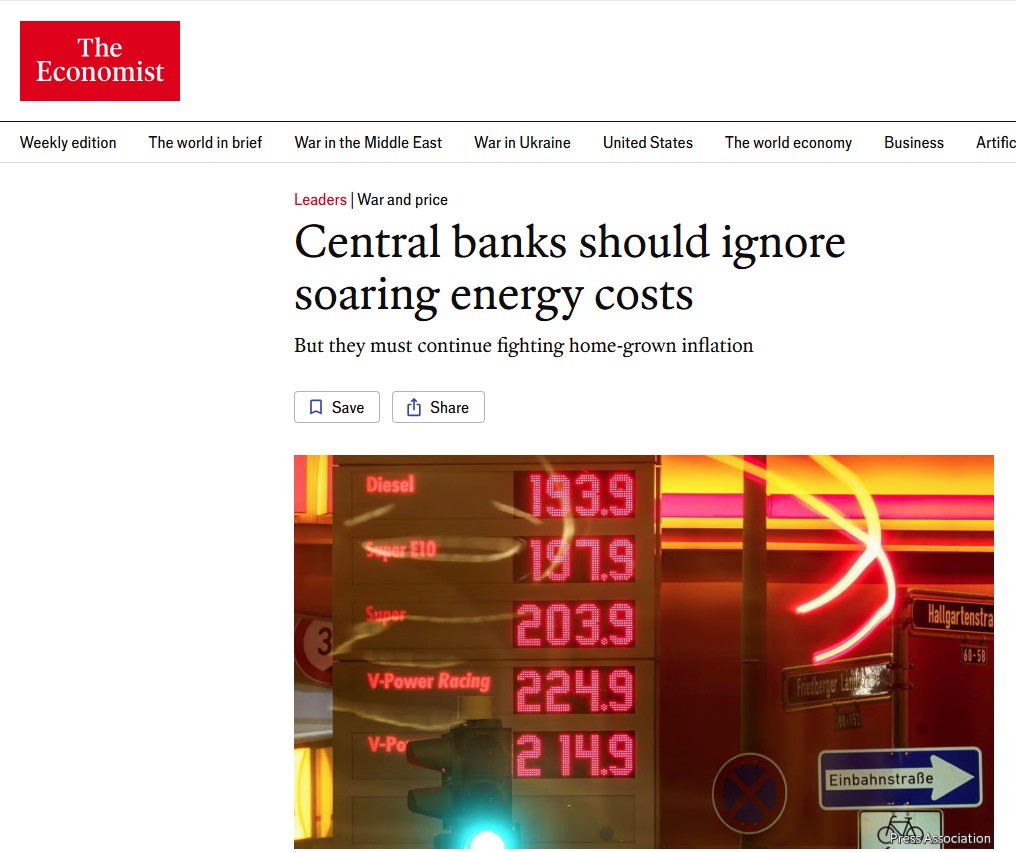 The
Economist
Weekly edition The world in brief War in the Middle East War in Ukraine United States The world economy Business Artific
Leaders | War and price
Central banks should ignore
soaring energy costs
But they must continue fighting home-grown inflation
Save Share
Diesel 193.9
Super E10 197.9
Super 203.9
V-Power Racing 224.9
V-Po 214.9
3
Hallgartenstra
60-58
Friedberger
Einbahnstraße
Press Association